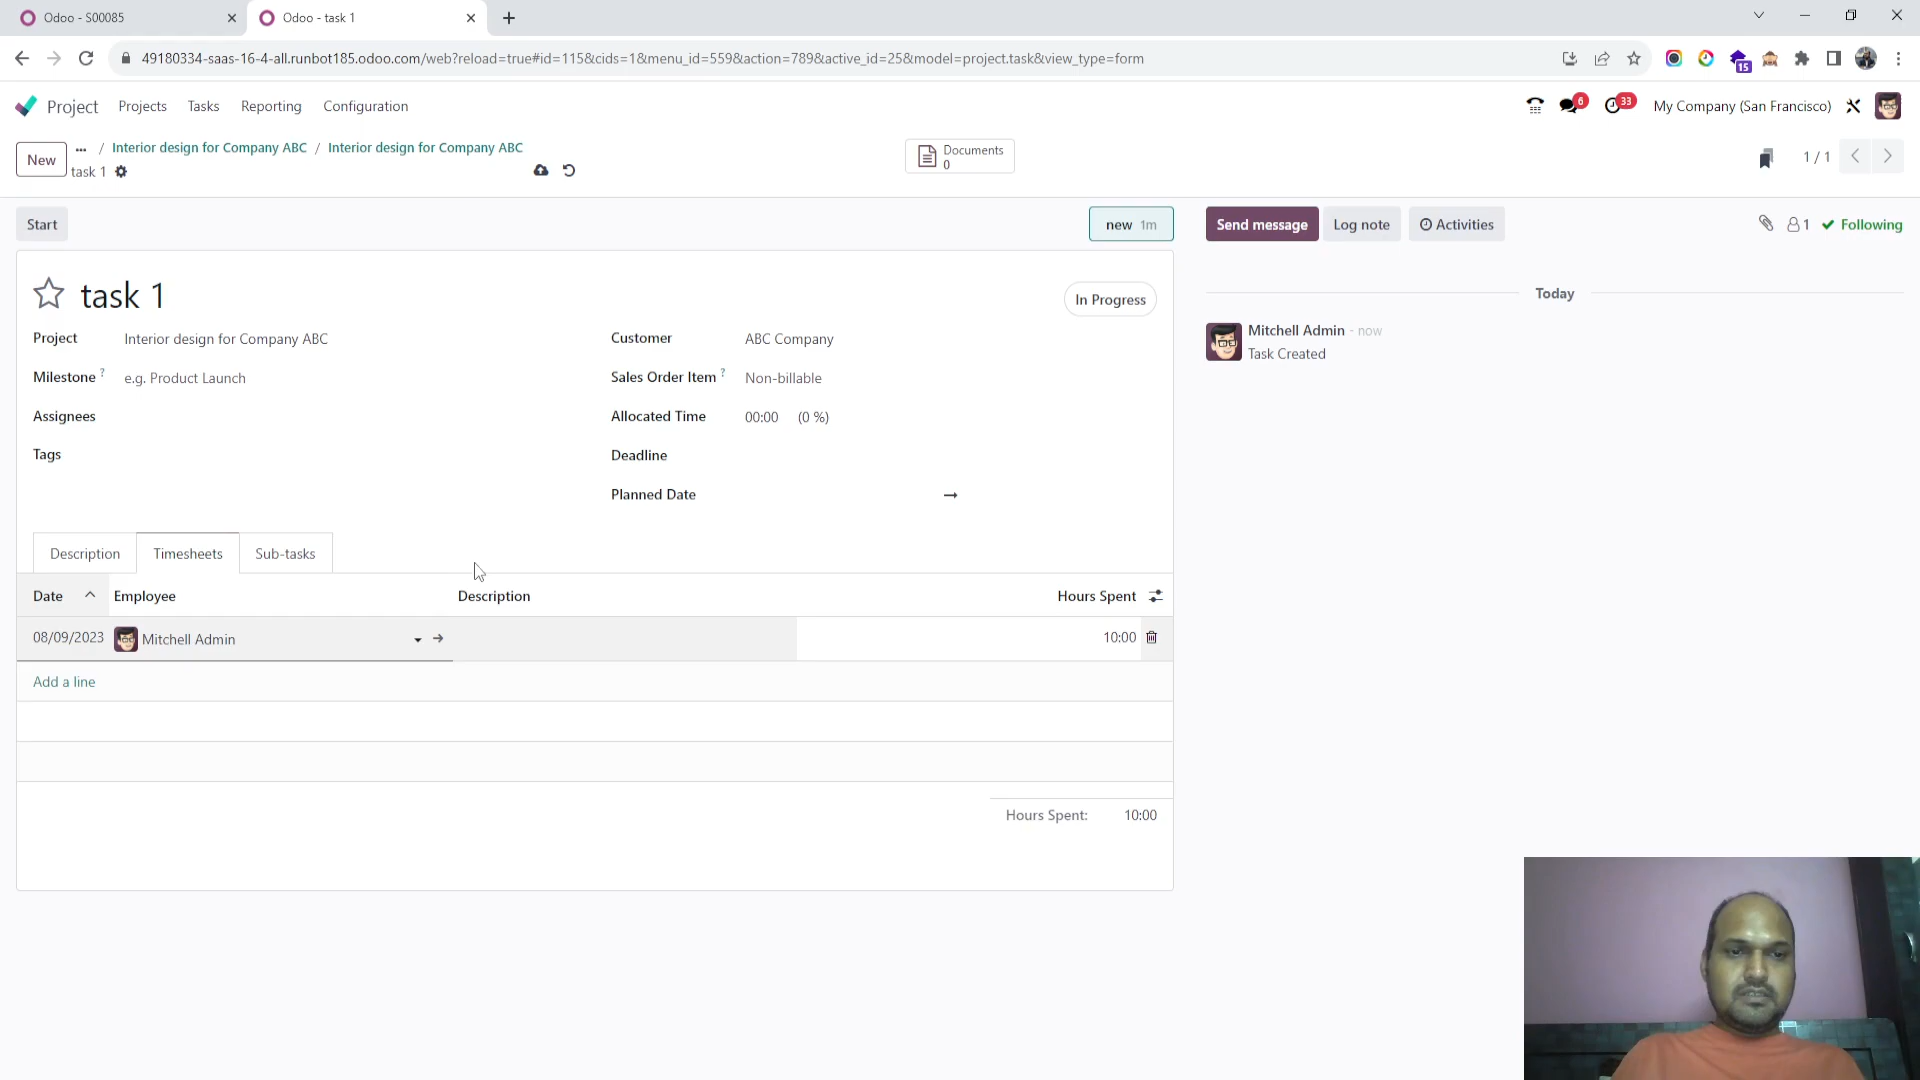 Odoo - S00085
Odoo - task 1
49180334-saas-16-4-all.runbot185.odoo.com/web?reload=true#id=115&cids=1&menu_id=559&action=789&active_id=25&model=project.task&view_type=form
15
Project Projects Tasks Reporting Configuration
6 33 My Company (San Francisco)
New ... / Interior design for Company ABC / Interior design for Company ABC
task 1
Documents
0
1 / 1
Start
new 1m
Send message Log note Activities
1 Following
task 1
In Progress
Project Interior design for Company ABC
Customer ABC Company
Milestone ? e.g. Product Launch
Sales Order Item ? Non-billable
Assignees
Allocated Time 00:00 (0 %)
Tags
Deadline
Planned Date
Today
Mitchell Admin - now
Task Created
Description Timesheets Sub-tasks
Date Employee Description Hours Spent
08/09/2023 Mitchell Admin 10:00
Add a line
Hours Spent: 10:00